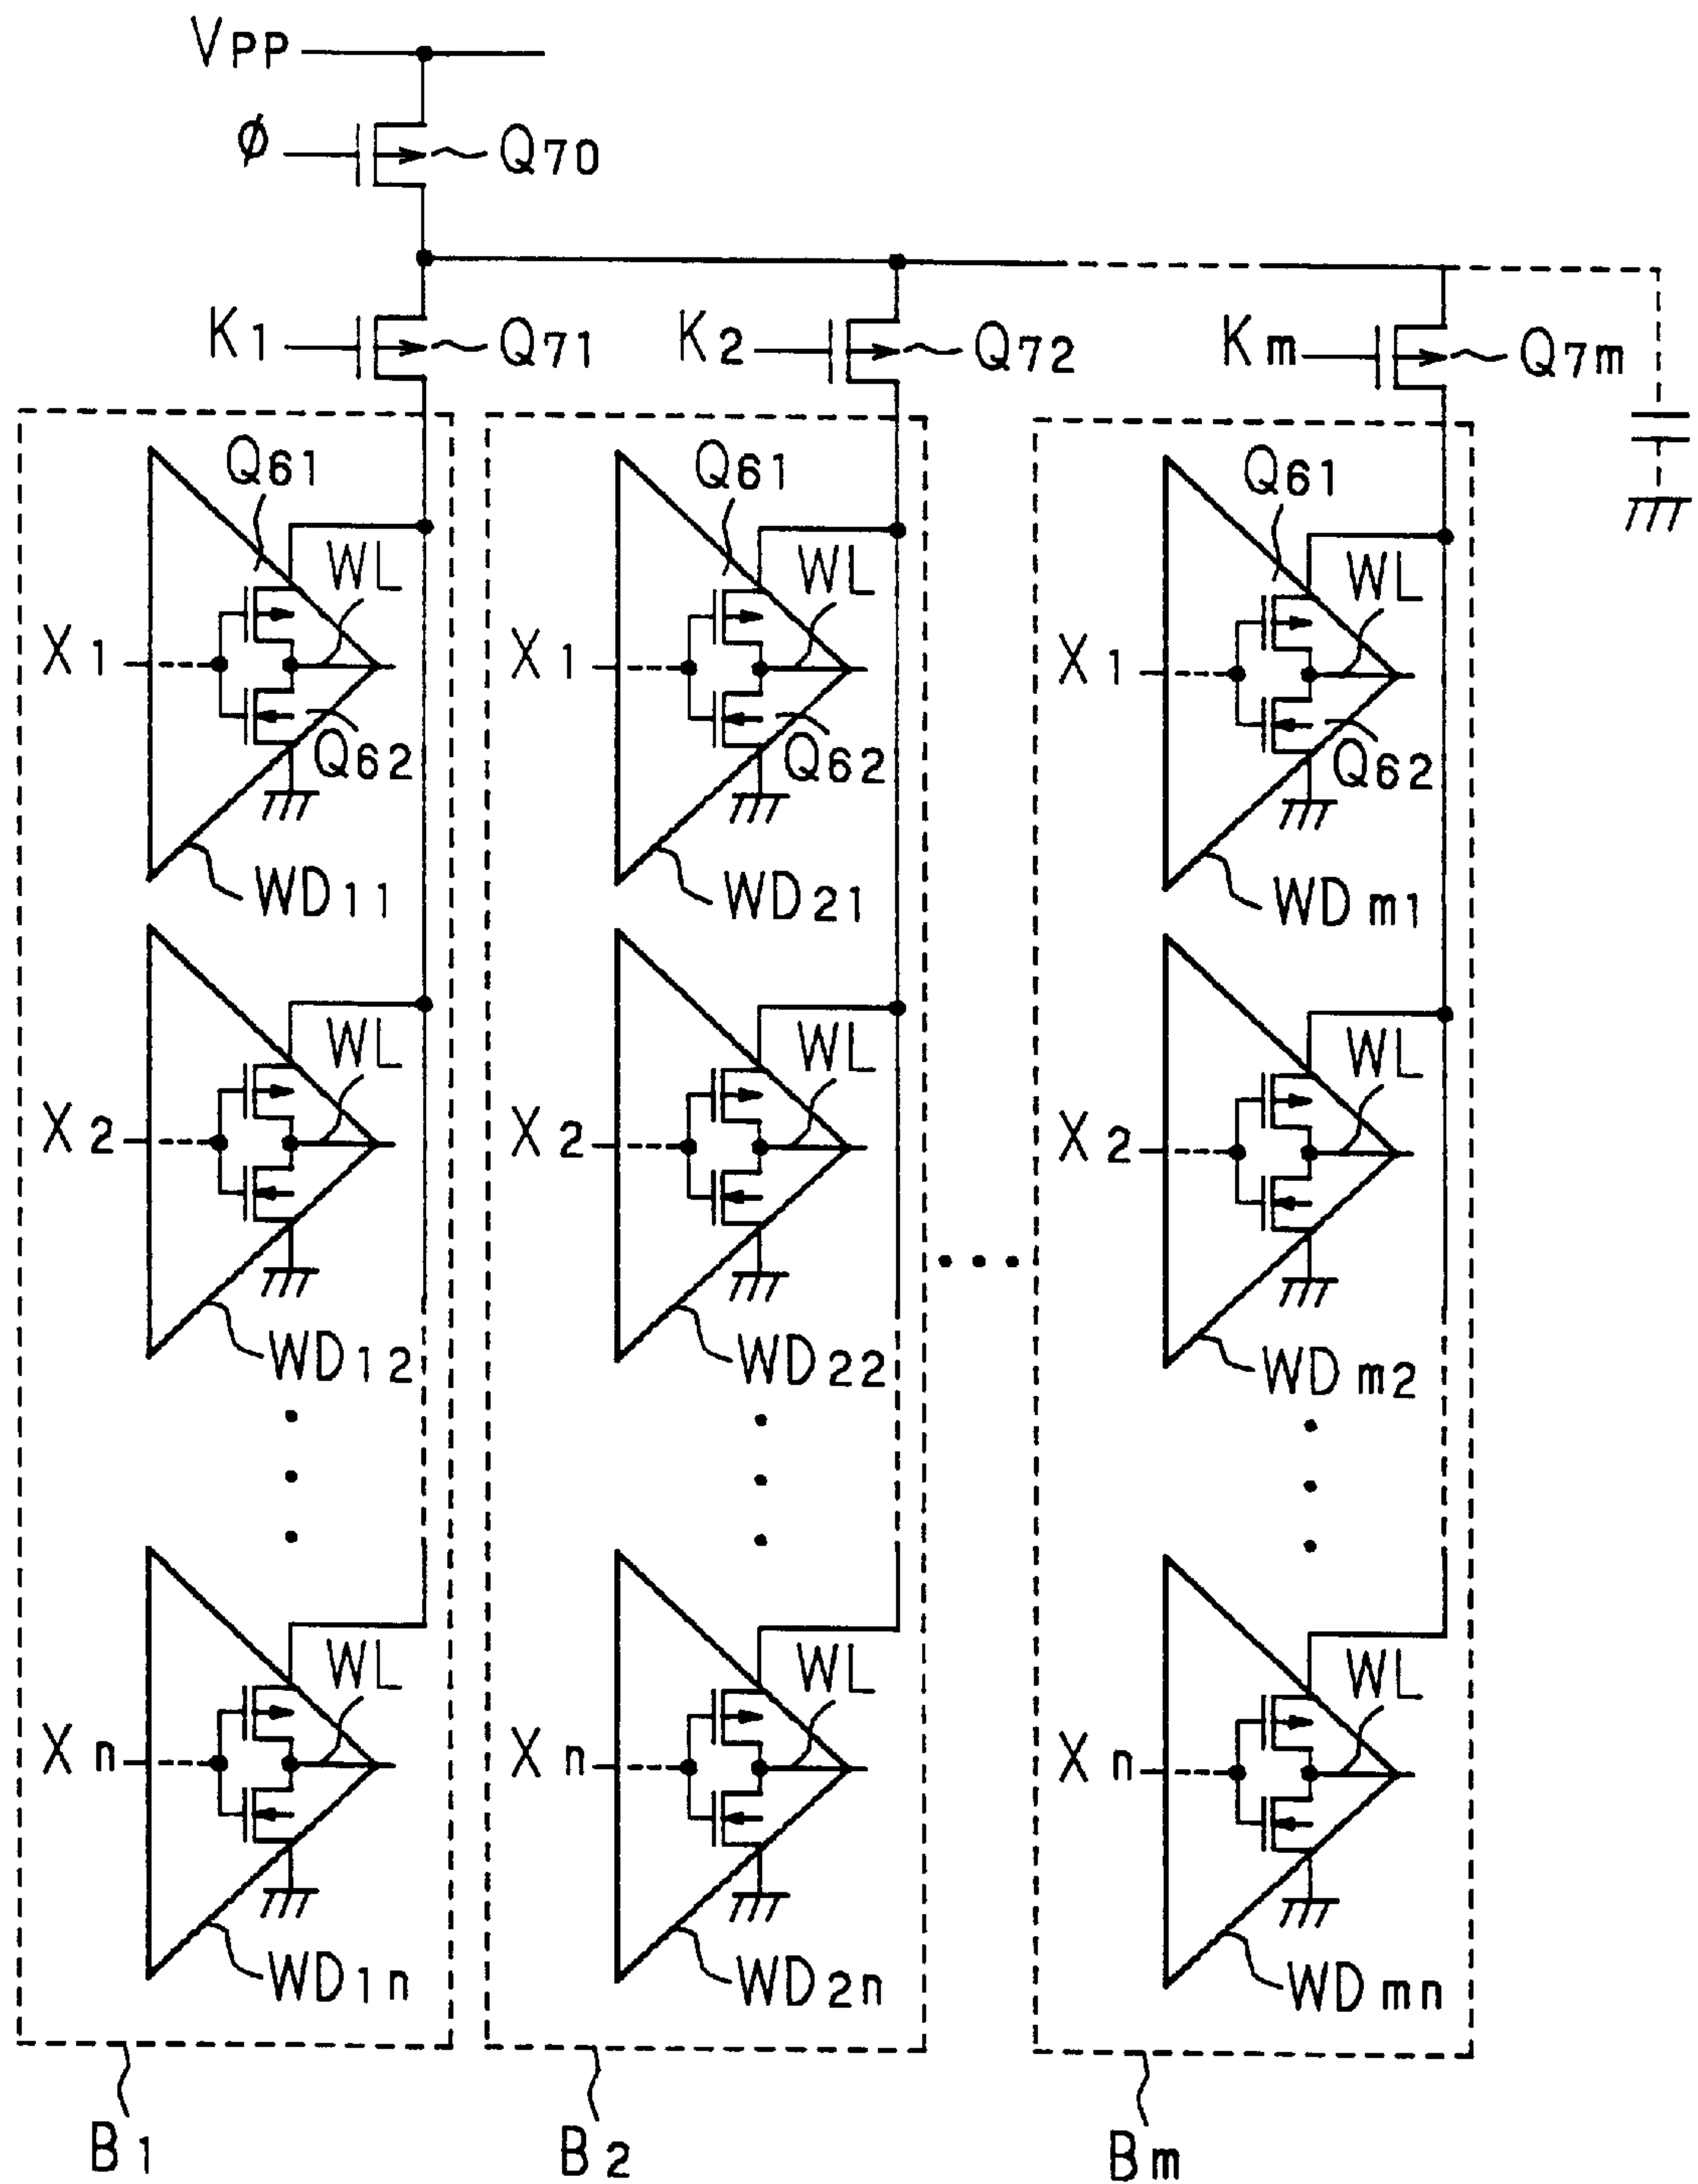 VPP
ø Q70
K1 Q71 K2 Q72 Km Q7m
Q61 Q61 Q61
WL WL WL
X1 X1 X1
Q62 Q62 Q62
WD11 WD21 WDm1
WL WL WL
X2 X2 X2
WD12 WD22 WDm2
WL WL WL
Xn Xn Xn
WD1n WD2n WDmn
B1 B2 Bm